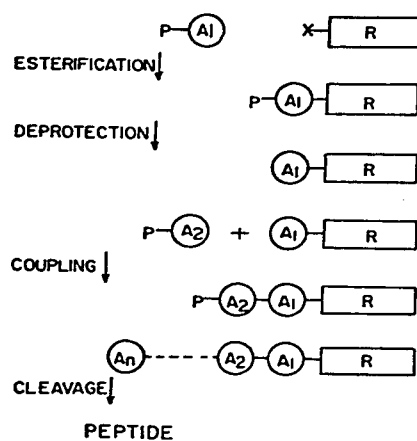 P A1 X R
ESTERIFICATION
P A1 R
DEPROTECTION
A1 R
P A2 + A1 R
COUPLING
P A2 A1 R
An A2 A1 R
CLEAVAGE
PEPTIDE